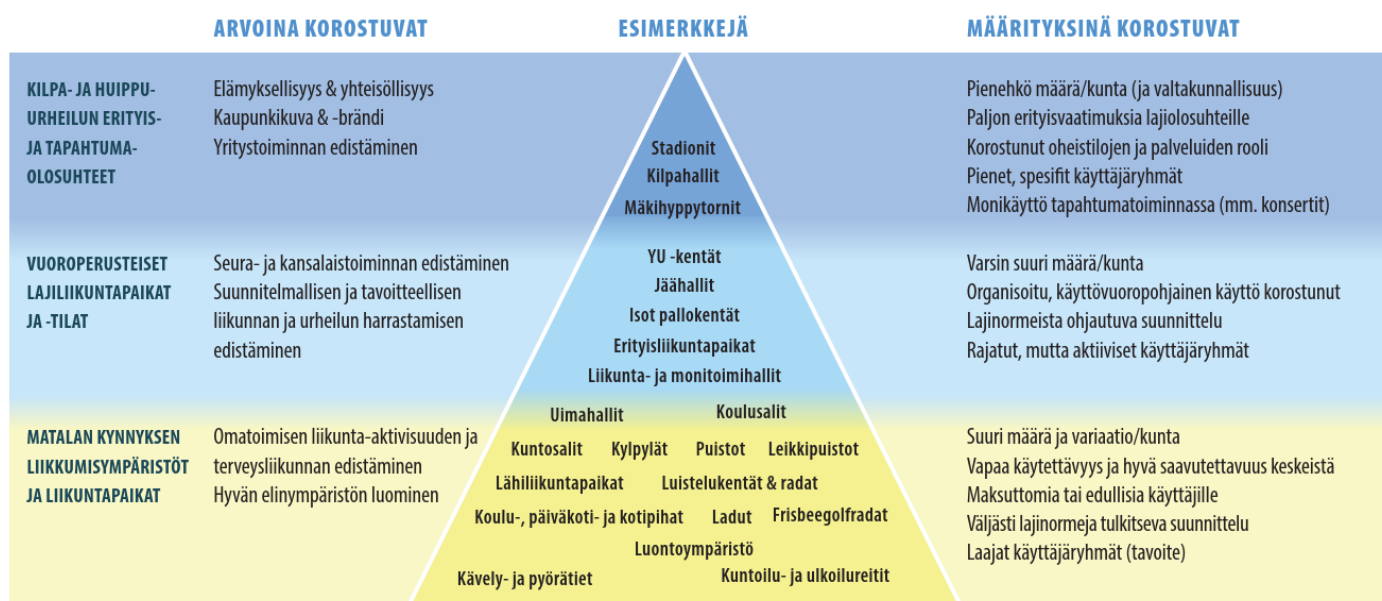 ARVOINA KOROSTUVAT
ESIMERKKEJÄ
MÄÄRITYKSINÄ KOROSTUVAT
KILPA- JA HUIPPU-
URHEILUN ERITYIS-
JA TAPAHTUMA-
OLOSUHTEET
Elämyksellisyys & yhteisöllisyys
Kaupunkikuva & -brändi
Yritystoiminnan edistäminen
Stadionit
Kilpahallit
Mäkihyppytornit
Pienehkö määrä/kunta (ja valtakunnallisuus)
Paljon erityisvaatimuksia lajiolosuhteille
Korostunut oheistilojen ja palveluiden rooli
Pienet, spesifit käyttäjäryhmät
Monikäyttö tapahtumatoiminnassa (mm. konsertit)
VUOROPERUSTEISET
LAJILIIKUNTAPAIKAT
JA -TILAT
Seura- ja kansalaistoiminnan edistäminen
Suunnitelmallisen ja tavoitteellisen
liikunnan ja urheilun harrastamisen
edistäminen
YU -kentät
Jäähallit
Isot pallokentät
Erityisliikuntapaikat
Liikunta- ja monitoimihallit
Varsin suuri määrä/kunta
Organisoitu, käyttövuoropohjainen käyttö korostunut
Lajinormeista ohjautuva suunnittelu
Rajatut, mutta aktiiviset käyttäjäryhmät
MATALAN KYNNYKSEN
LIIKKUMISYMPÄRISTÖT
JA LIIKUNTAPAIKAT
Omatoimisen liikunta-aktivisuuden ja
terveysliikunnan edistäminen
Hyvän elinympäristön luominen
Uimahallit
Koulusalit
Kuntosalit
Kylpylät
Puistot
Leikkipuistot
Lähiliikuntapaikat
Luistelukentät & radat
Koulu-, päiväkoti- ja kotipihat
Ladut
Frisbeegolfradat
Luontoympäristö
Kävely- ja pyörätiet
Kuntoilu- ja ulkoilureitit
Suuri määrä ja variaatio/kunta
Vapaa käytettävyys ja hyvä saavutettavuus keskeistä
Maksuttomia tai edullisia käyttäjille
Väljästi lajinormeja tulkitseva suunnittelu
Laajat käyttäjäryhmät (tavoite)